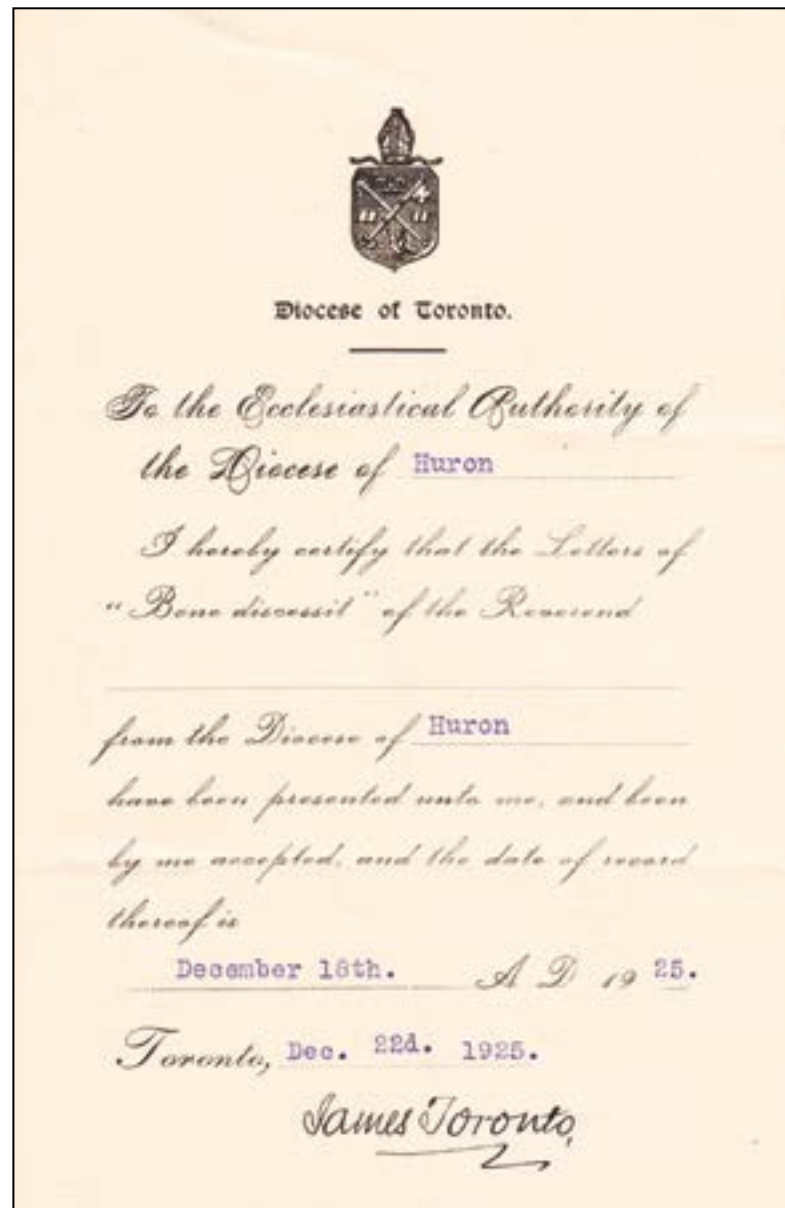 Diocese of Toronto.
To the Ecclesiastical Authority of
the Diocese of Huron
I hereby certify that the Letters of
“Bene discessit” of the Reverend
from the Diocese of Huron
have been presented unto me, and been
by me accepted, and the date of record
thereof is
December 18th. A D 19 25.
Toronto, Dec. 22d. 1925.
James Toronto,